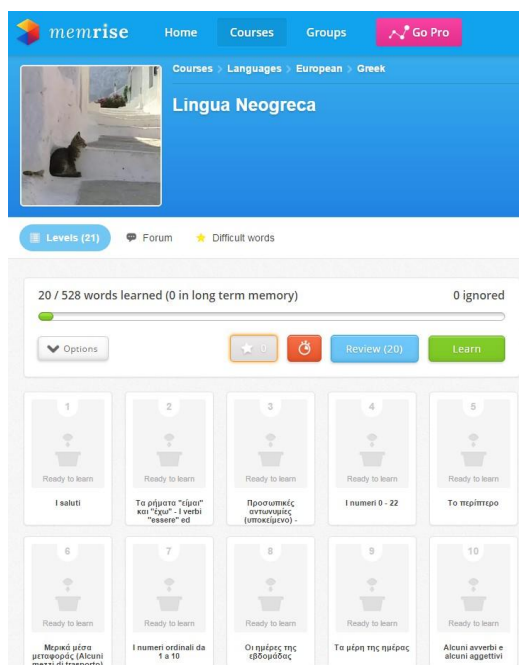 memrise Home Courses Groups Go Pro
Courses > Languages > European > Greek
Lingua Neogreca
Levels (21) Forum Difficult words
20 / 528 words learned (0 in long term memory) 0 ignored
Options 0 Review (20) Learn
1 2 3 4 5
Ready to learn Ready to learn Ready to learn Ready to learn Ready to learn
I saluti Τα ρήματα "είμαι" Προσωπικές I numeri 0 - 22 Το περίπτερο
και "έχω" - I verbi αντωνυμίες
"essere" ed (υποκείμενο) -
6 7 8 9 10
Ready to learn Ready to learn Ready to learn Ready to learn Ready to learn
Μερικά μέσα I numeri ordinali da Οι ημέρες της Τα μέρη της ημέρας Alcuni avverbi e
μεταφοράς (Alcuni 1 a 10 εβδομάδας alcuni aggettivi
mezzi di trasporto)